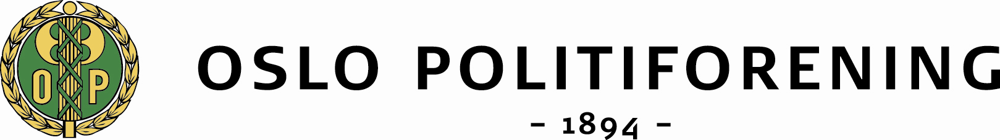 O P
OSLO POLITIFORENING
– 1894 –